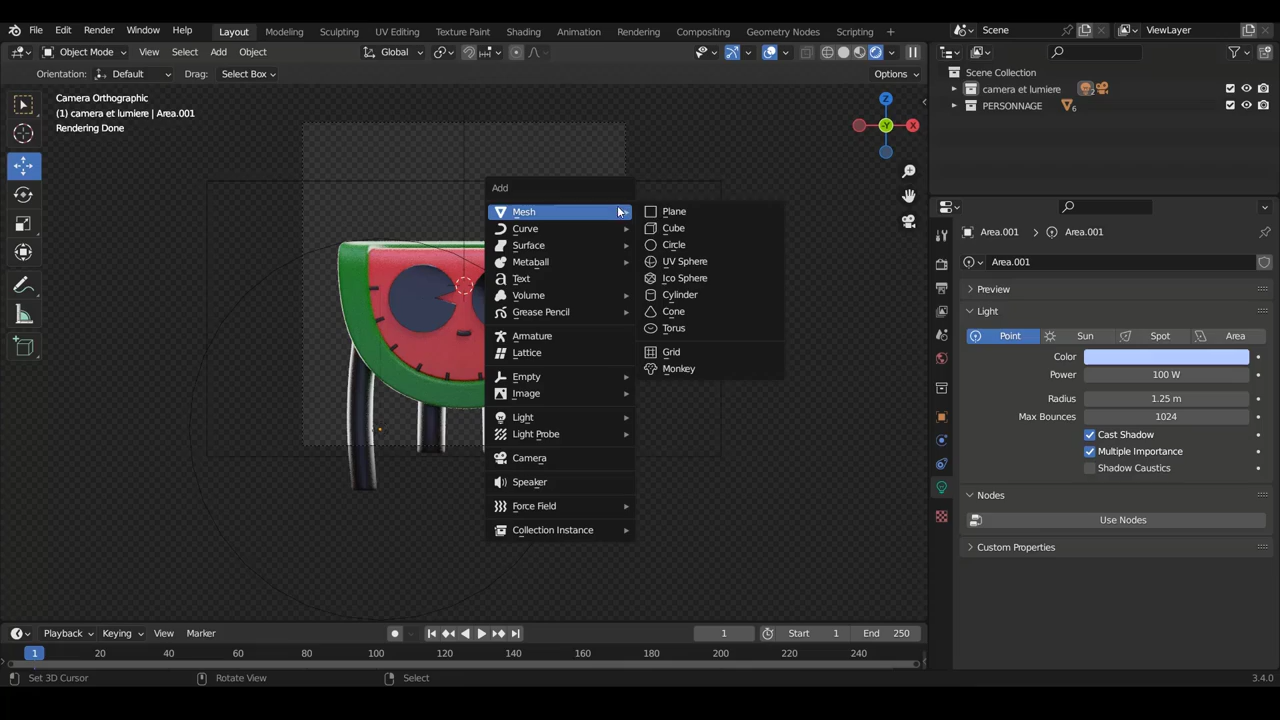 File Edit Render Window Help Layout Modeling Sculpting UV Editing Texture Paint Shading Animation Rendering Compositing Geometry Nodes Scripting + Scene ViewLayer
Object Mode View Select Add Object Global
Orientation: Default Drag: Select Box Options
Camera Orthographic
(1) camera et lumiere | Area.001
Rendering Done
Z
-Y
X
Add
Mesh
Curve
Surface
Metaball
Text
Volume
Grease Pencil
Armature
Lattice
Empty
Image
Light
Light Probe
Camera
Speaker
Force Field
Collection Instance
Plane
Cube
Circle
UV Sphere
Ico Sphere
Cylinder
Cone
Torus
Grid
Monkey
Scene Collection
camera et lumiere 2
PERSONNAGE 6
Area.001 Area.001
Area.001
Preview
Light
Point Sun Spot Area
Color
Power 100 W
Radius 1.25 m
Max Bounces 1024
Cast Shadow
Multiple Importance
Shadow Caustics
Nodes
Use Nodes
Custom Properties
Playback Keying View Marker 1 Start 1 End 250
1 20 40 60 80 100 120 140 160 180 200 220 240
Set 3D Cursor Rotate View Select 3.4.0